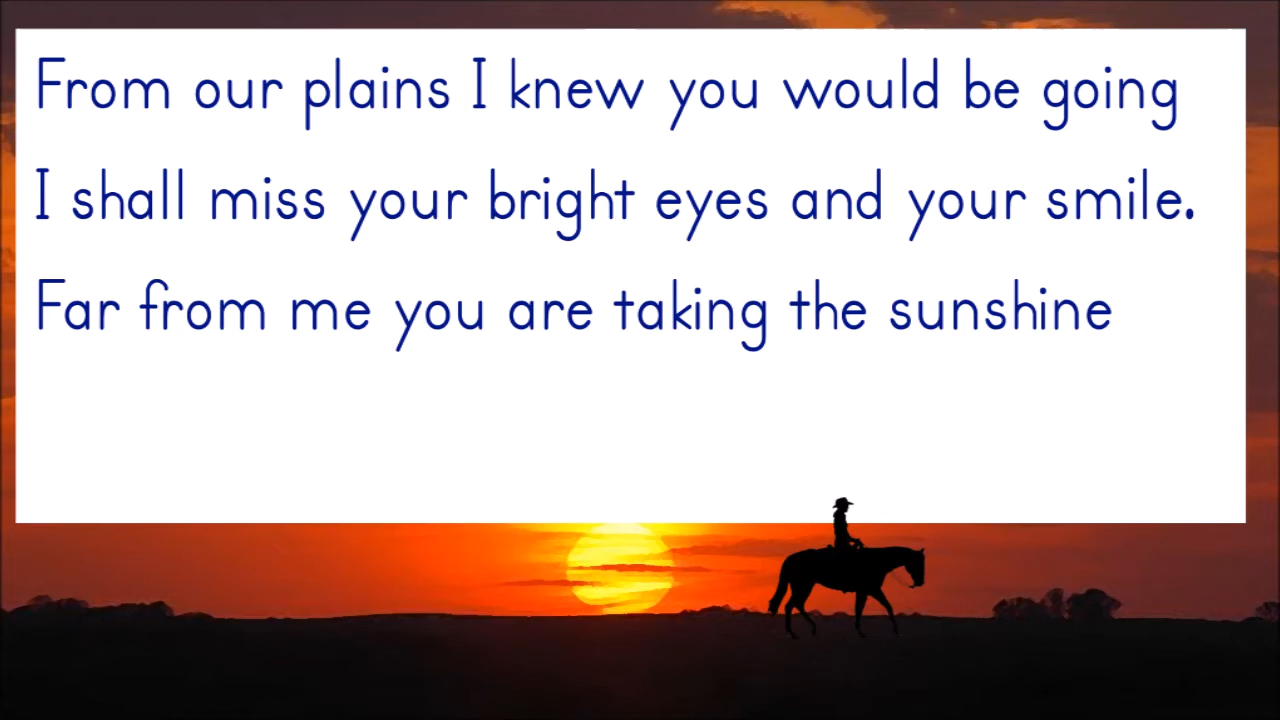 From our plains I knew you would be going
I shall miss your bright eyes and your smile.
Far from me you are taking the sunshine